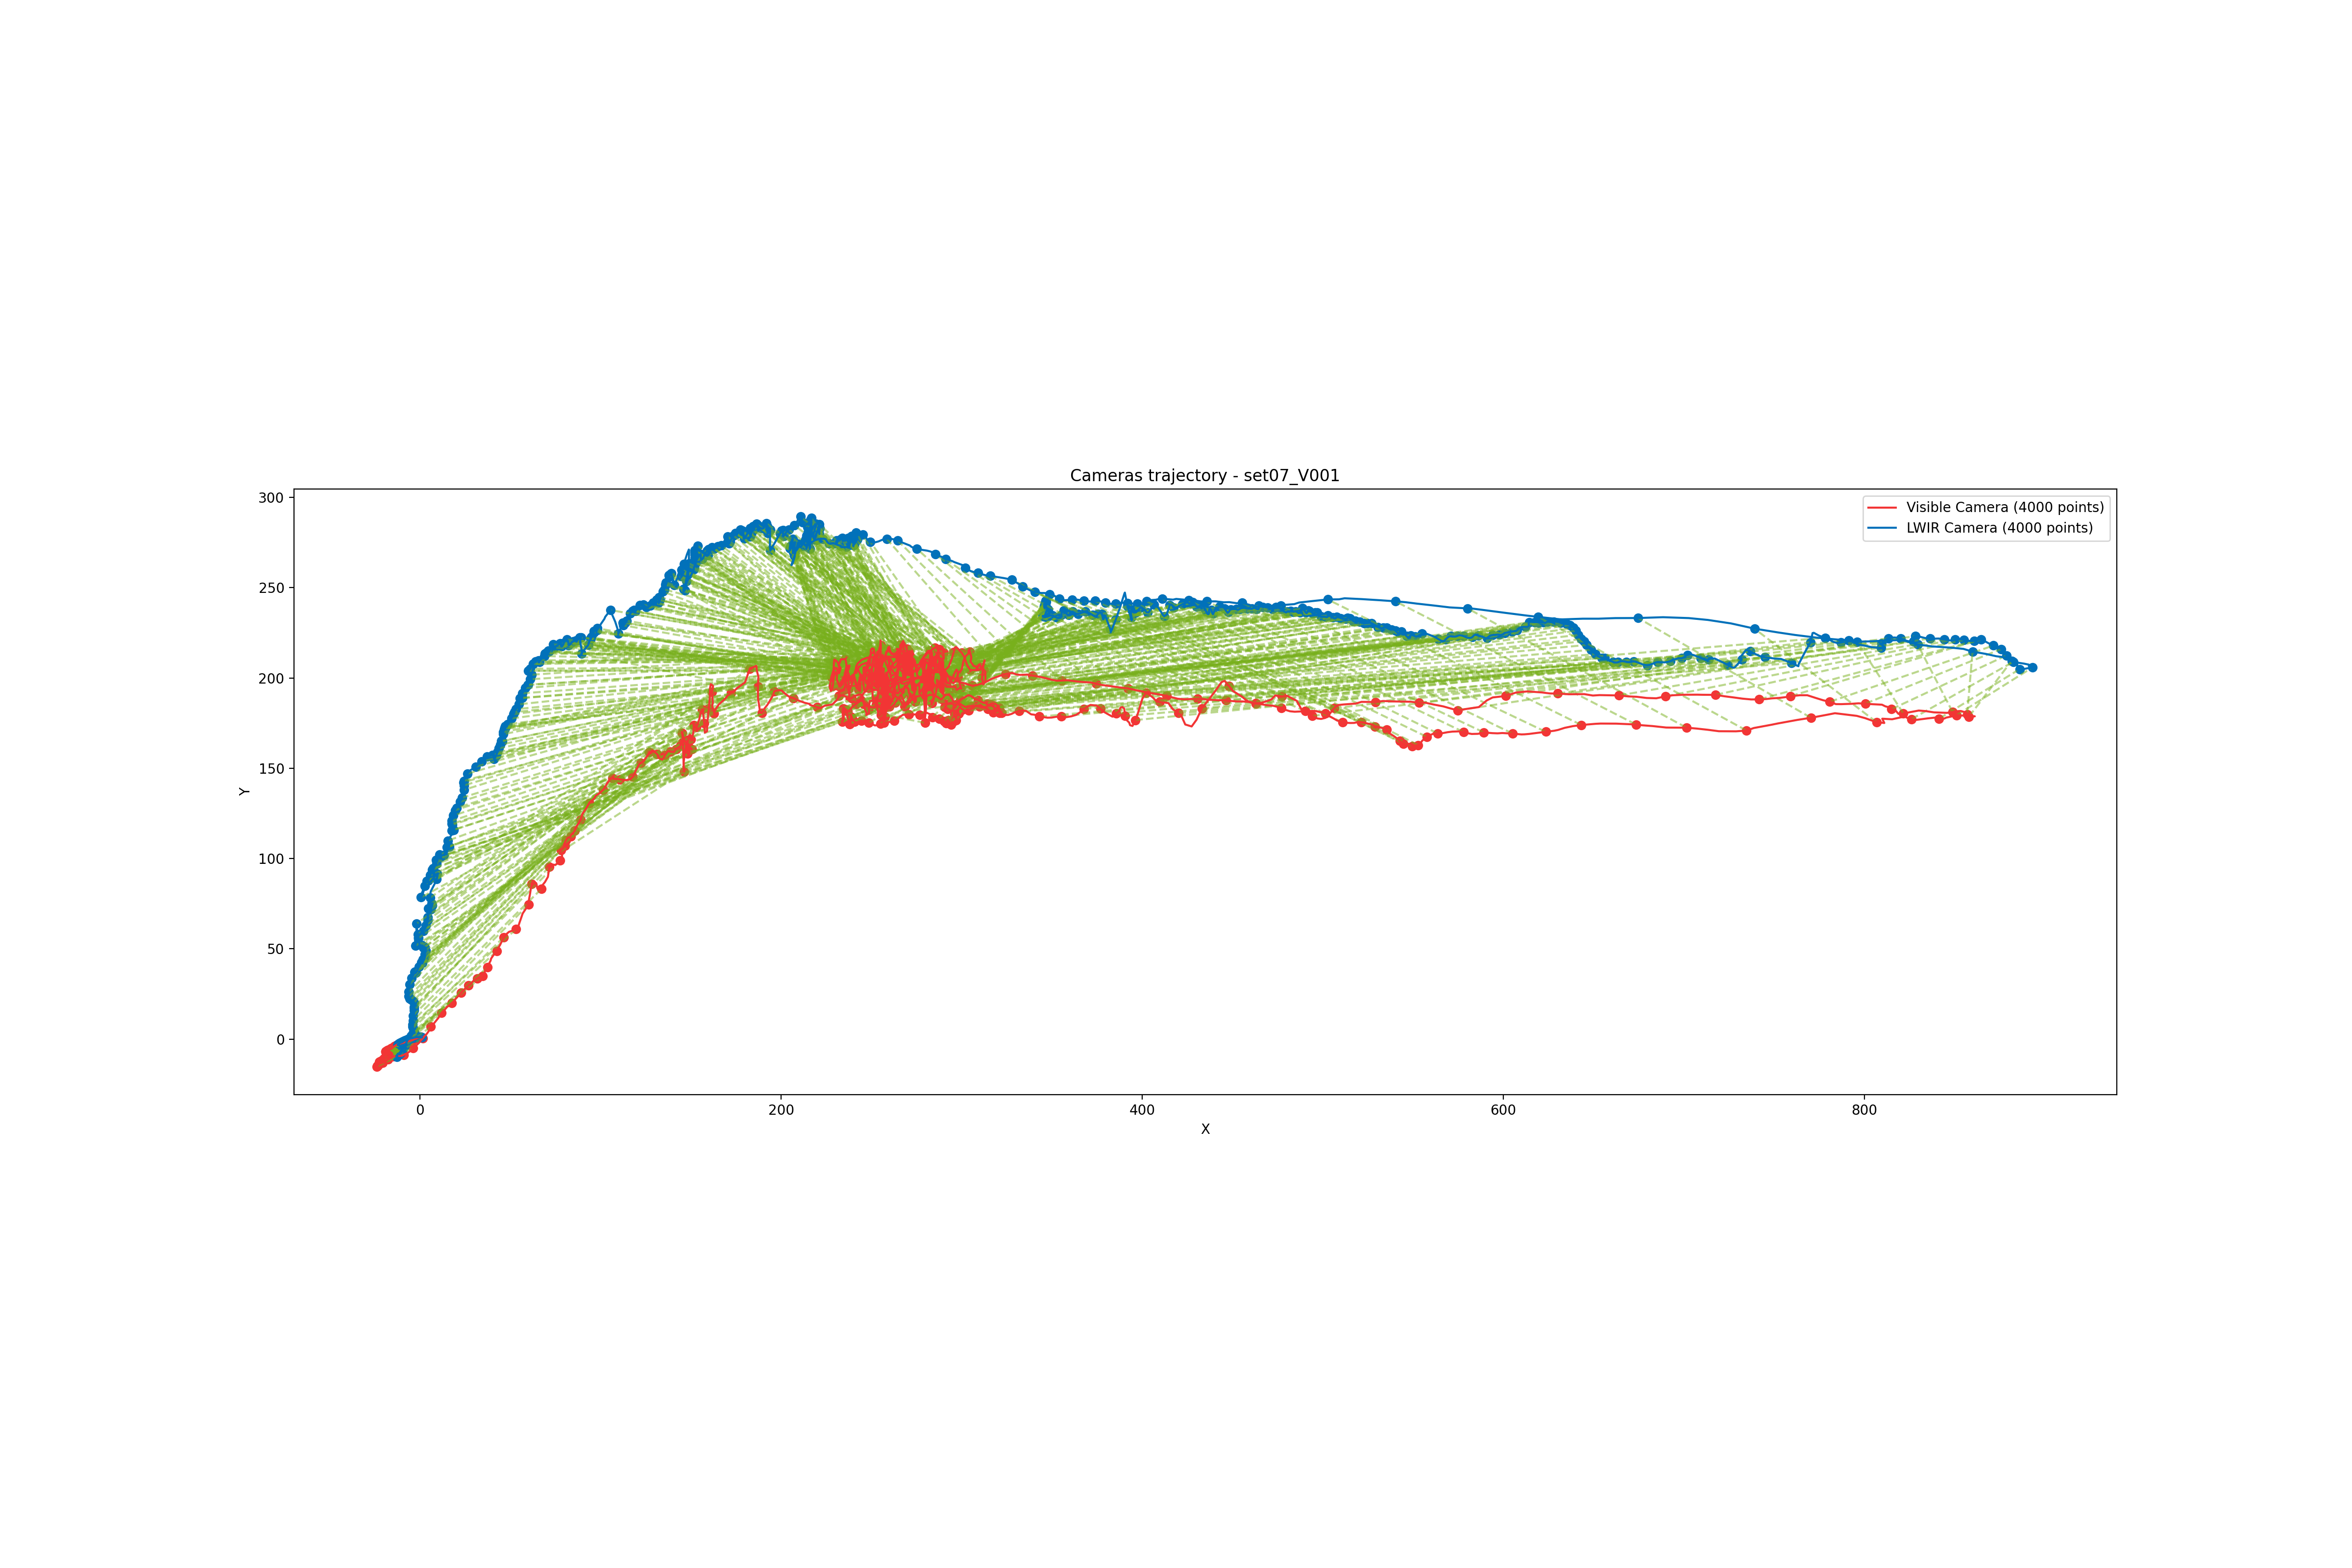 Cameras trajectory - set07_V001
Visible Camera (4000 points)
LWIR Camera (4000 points)
300
250
200
150
100
50
0
Y
0 200 400 600 800
X